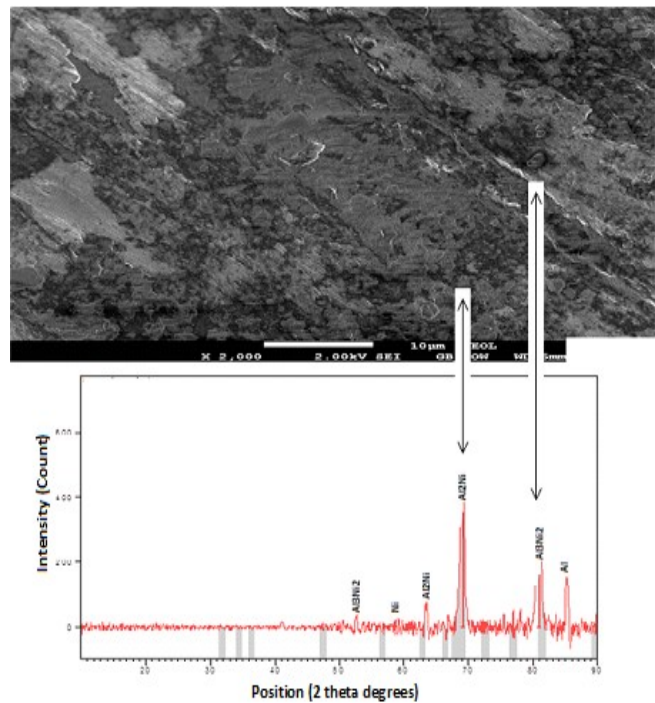 10μm
X 2,000 2.00kV SEI
Intensity (Count)
600
400
200
0
Al3Ni2
Ni
Al2Ni
Al2Ni
Al3Ni2
Al
20 30 40 50 60 70 80 90
Position (2 theta degrees)